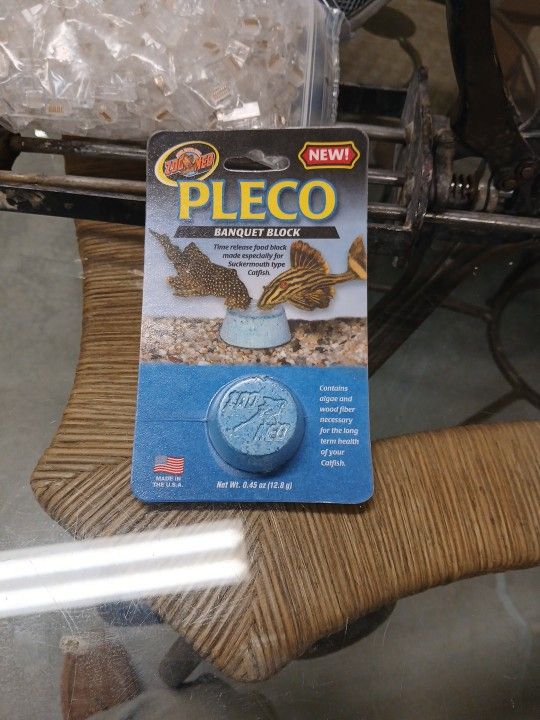 ZOO MED
NEW!
PLECO
BANQUET BLOCK
Time release food block
made especially for
Suckermouth type
Catfish.
ZOO
MED
Contains
algae and
wood fiber
necessary
for the long
term health
of your
Catfish.
MADE IN
THE U.S.A.
Net Wt. 0.45 oz (12.8 g)